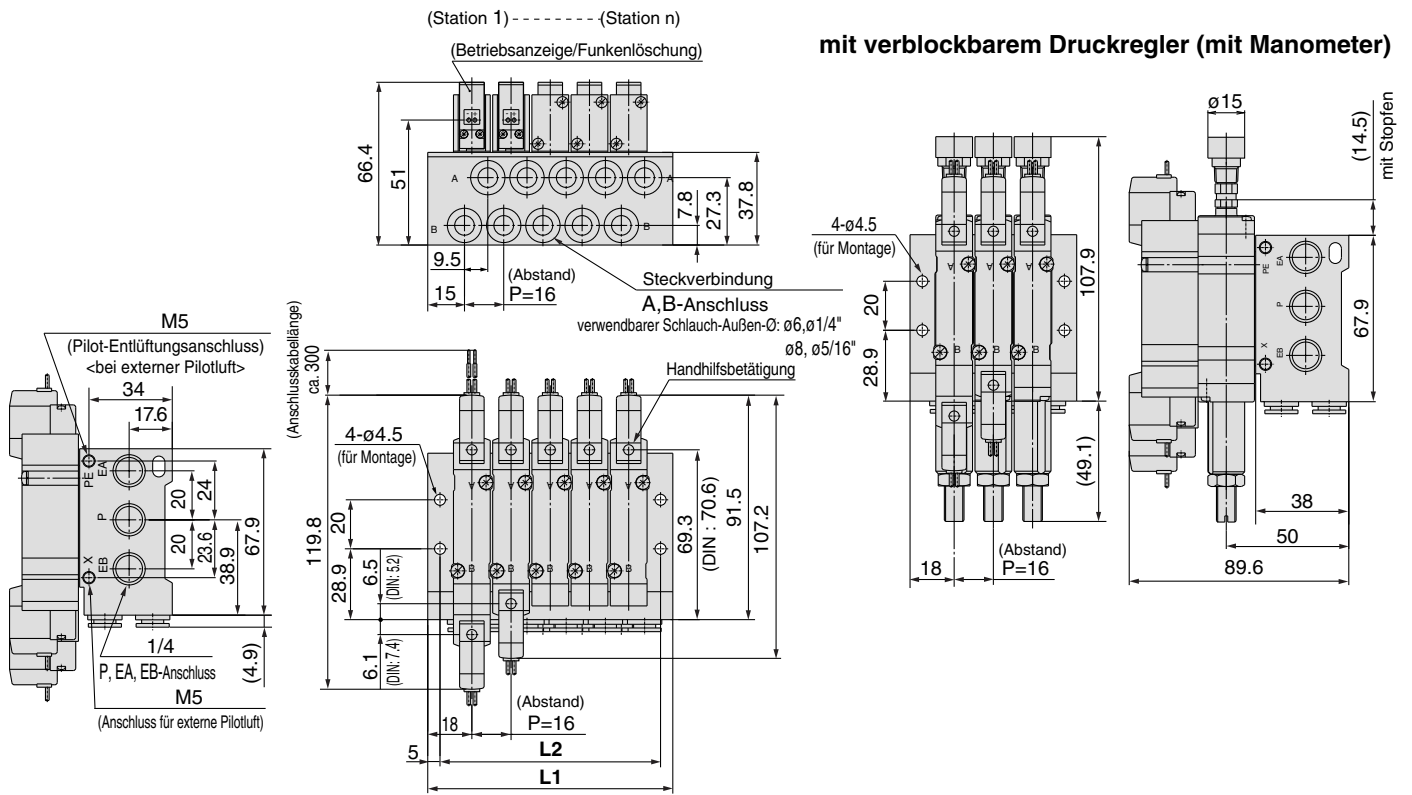 (Station 1) - - - - - - - - (Station n)
(Betriebsanzeige/Funkenlöschung)
mit verblockbarem Druckregler (mit Manometer)
66.4
51
A
A
B
B
7.8
27.3
37.8
9.5
15
(Abstand)
P=16
Steckverbindung
A,B-Anschluss
verwendbarer Schlauch-Außen-Ø: ø6,ø1/4"
ø8, ø5/16"
M5
(Pilot-Entlüftungsanschluss)
<bei externer Pilotluft>
34
17.6
PE
EA
P
X
EB
20
24
20
23.6
38.9
67.9
(4.9)
1/4
P, EA, EB-Anschluss
M5
(Anschluss für externe Pilotluft)
(Anschlusskabellänge)
ca. 300
Handhilfsbetätigung
4-ø4.5
(für Montage)
A
A
A
A
A
B
B
B
B
B
119.8
20
28.9
6.5
(DIN: 5.2)
6.1
(DIN: 7.4)
69.3
(DIN : 70.6)
91.5
107.2
18
(Abstand)
P=16
5
L2
L1
4-ø4.5
(für Montage)
A
A
A
B
B
B
20
28.9
107.9
(49.1)
18
(Abstand)
P=16
ø15
(14.5)
mit Stopfen
PE
EA
P
X
EB
67.9
38
50
89.6